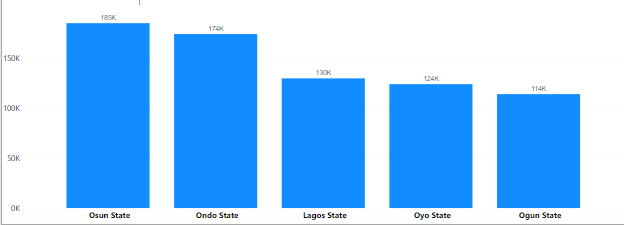 185K
174K
150K
130K
124K
114K
100K
50K
0K
Osun State Ondo State Lagos State Oyo State Ogun State